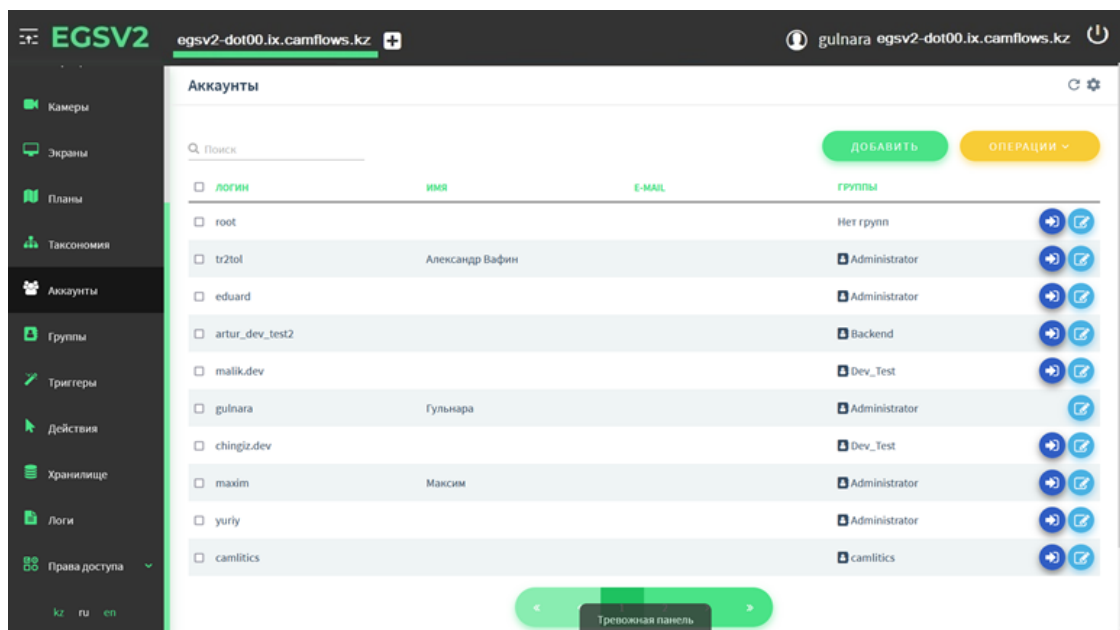 EGSV2
egsv2-dot00.ix.camflows.kz
gulnara egsv2-dot00.ix.camflows.kz
Камеры
Экраны
Планы
Таксономия
Аккаунты
Группы
Триггеры
Действия
Хранилище
Логи
Права доступа
kz ru en
Аккаунты
Поиск
ДОБАВИТЬ
ОПЕРАЦИИ
ЛОГИН ИМЯ E-MAIL ГРУППЫ
root Нет групп
tr2tol Александр Вафин Administrator
eduard Administrator
artur_dev_test2 Backend
malik.dev Dev_Test
gulnara Гульнара Administrator
chingiz.dev Dev_Test
maxim Максим Administrator
yuriy Administrator
camlitics camlitics
« »
Тревожная панель